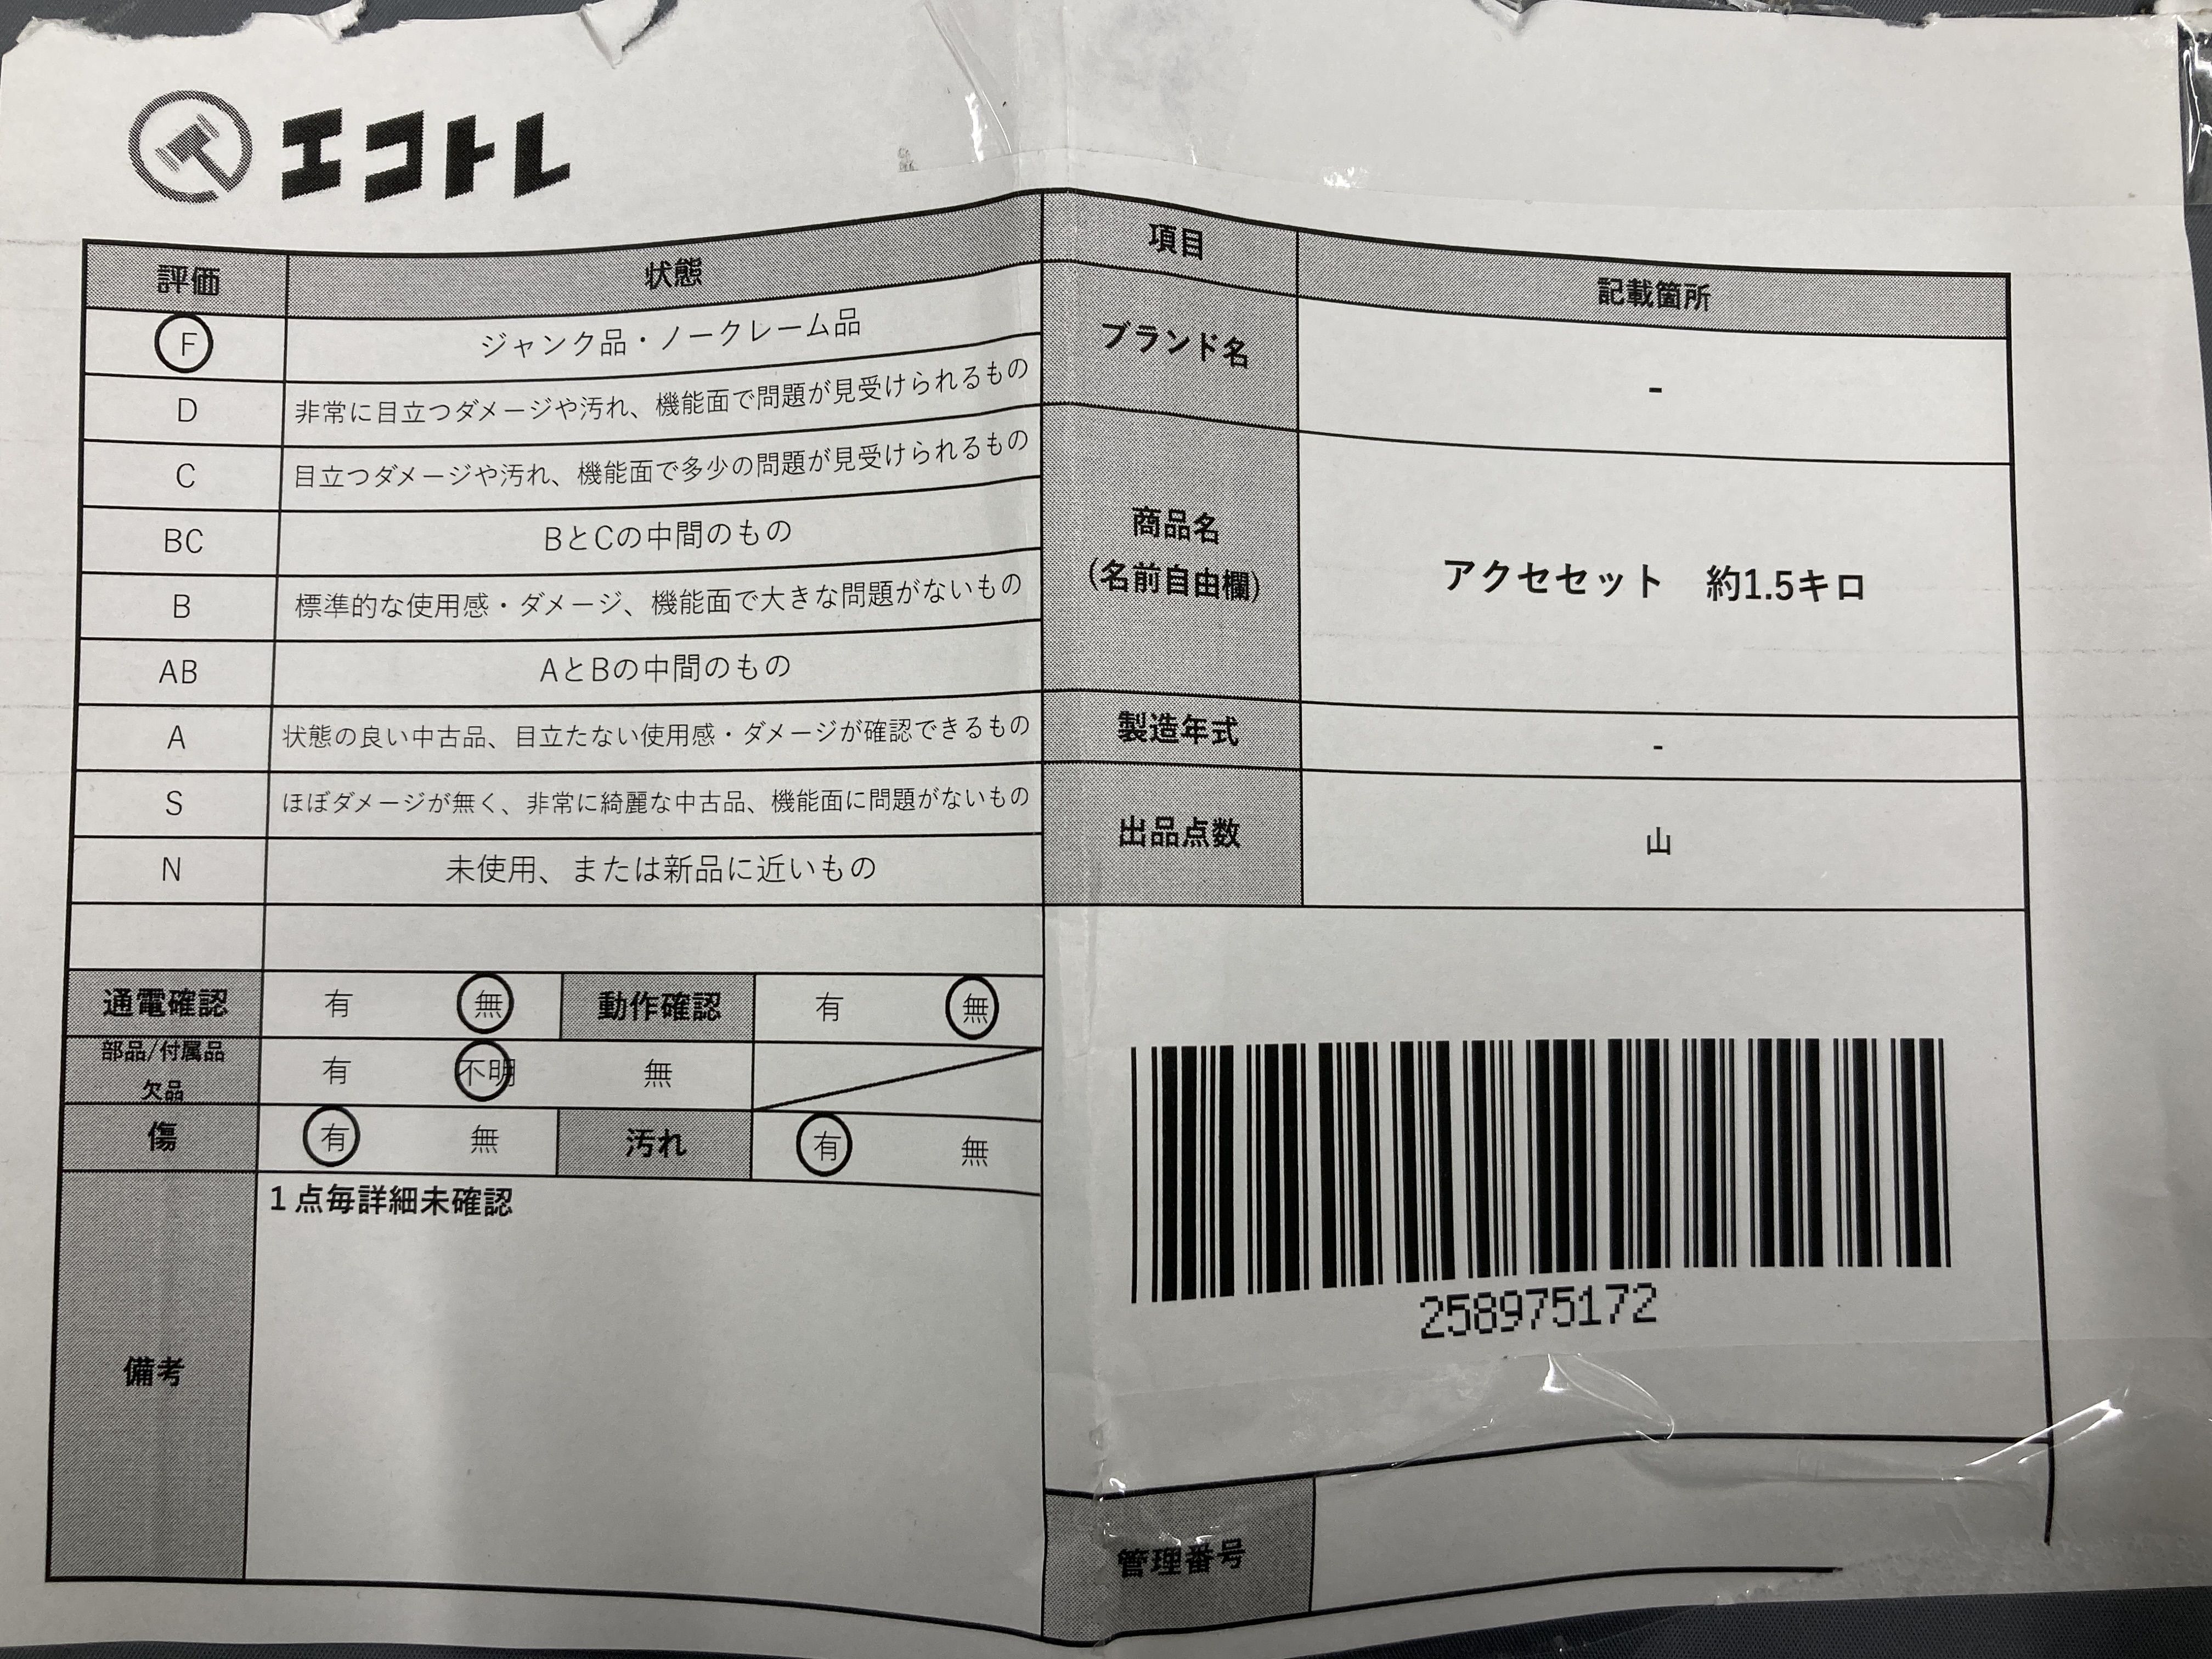 エコトレ
評価 状態
F ジャンク品・ノークレーム品
D 非常に目立つダメージや汚れ、機能面で問題が見受けられるもの
C 目立つダメージや汚れ、機能面で多少の問題が見受けられるもの
BC BとCの中間のもの
B 標準的な使用感・ダメージ、機能面で大きな問題がないもの
AB AとBの中間のもの
A 状態の良い中古品、目立たない使用感・ダメージが確認できるもの
S ほぼダメージが無く、非常に綺麗な中古品、機能面に問題がないもの
N 未使用、または新品に近いもの
通電確認 有 無 動作確認 有 無
部品/付属品
欠品 有 不明 無
傷 有 無 汚れ 有 無
備考 1点毎詳細未確認
項目 記載箇所
ブランド名 -
商品名
(名前自由欄) アクセセット 約1.5キロ
製造年式 -
出品点数 山
258975172
管理番号